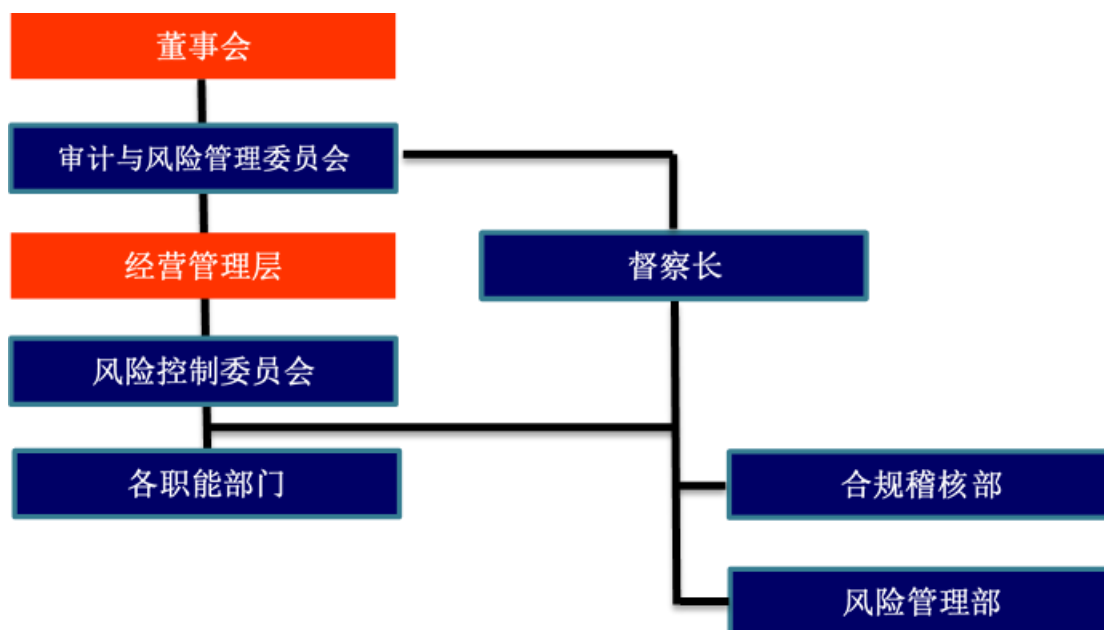 董事会
审计与风险管理委员会
经营管理层
督察长
风险控制委员会
各职能部门
合规稽核部
风险管理部